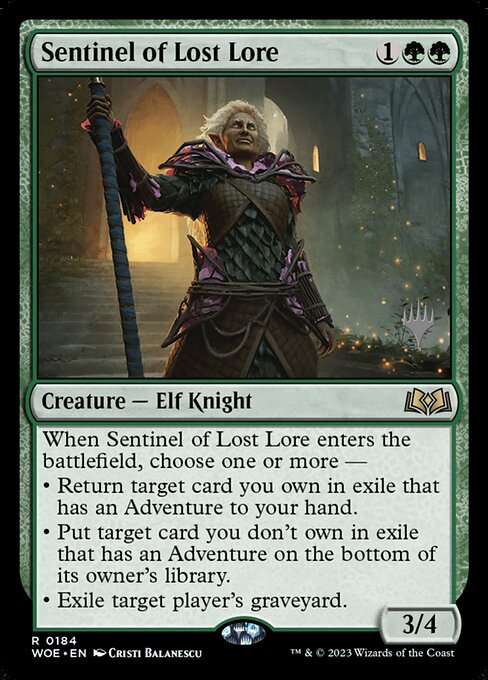 Sentinel of Lost Lore 1
Creature — Elf Knight
When Sentinel of Lost Lore enters the
battlefield, choose one or more —
• Return target card you own in exile that
has an Adventure to your hand.
• Put target card you don't own in exile
that has an Adventure on the bottom of
its owner's library.
• Exile target player's graveyard.
3/4
R 0184
WOE • EN Cristi Balanescu
™ & © 2023 Wizards of the Coast